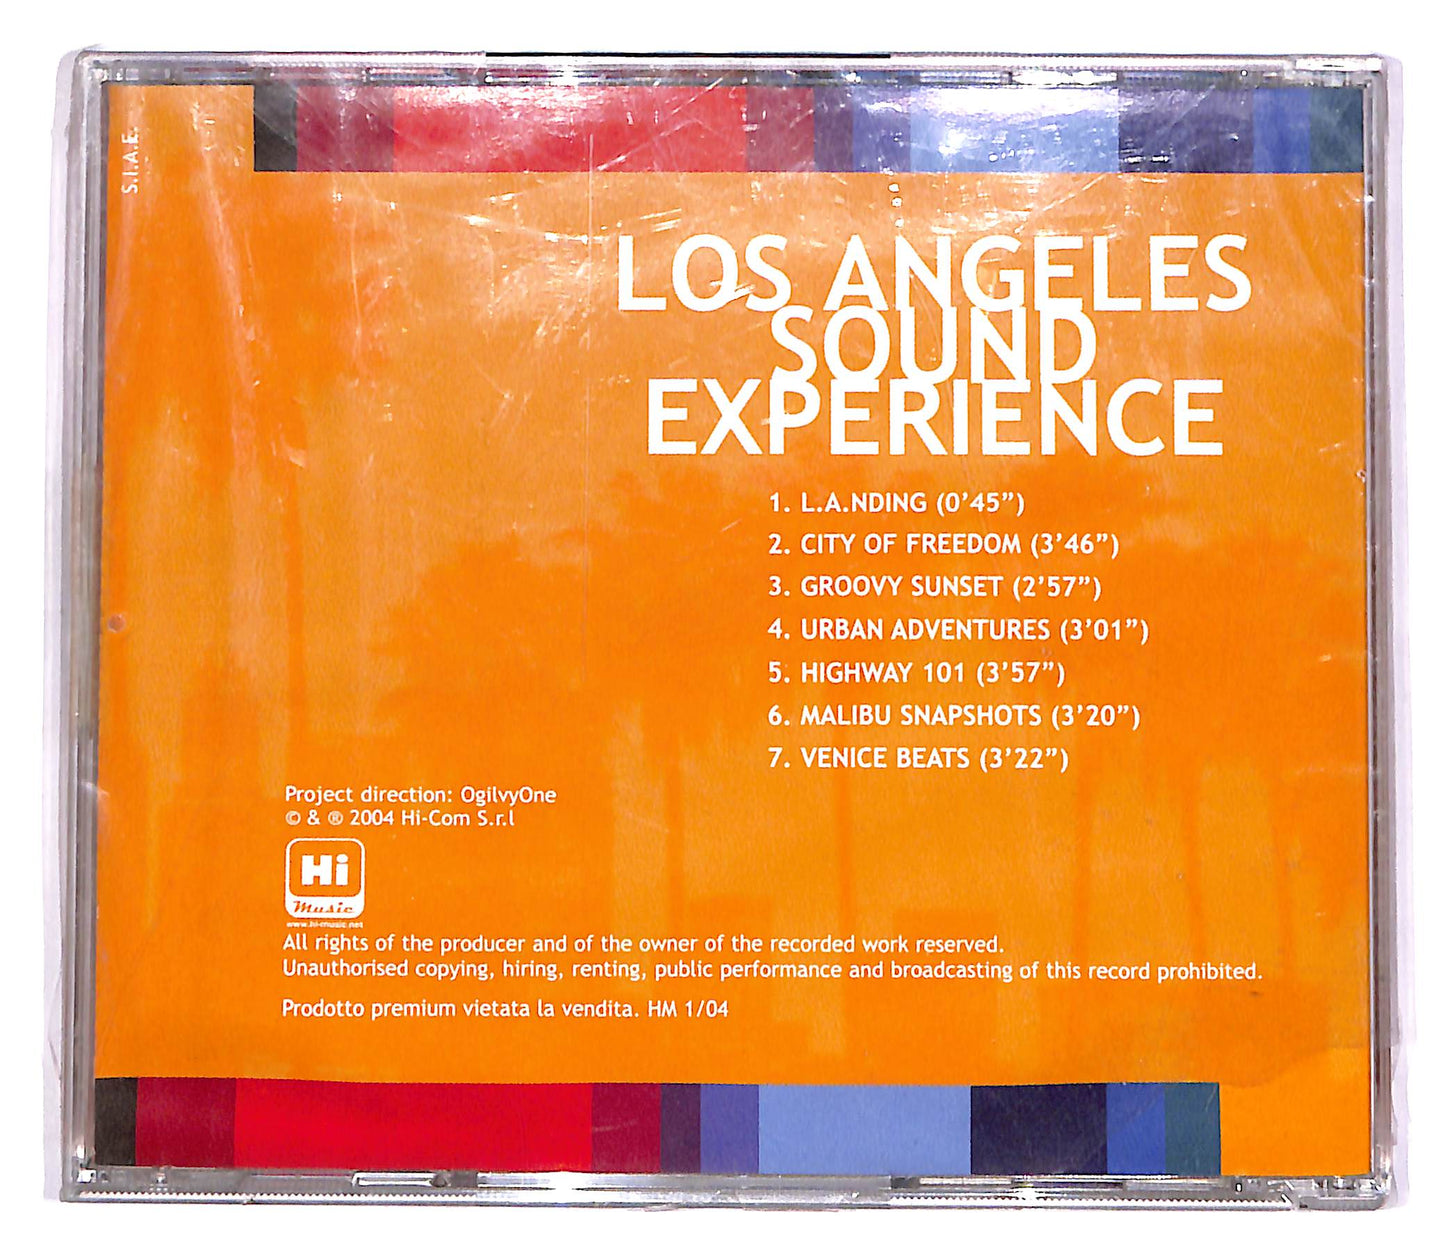 S.I.A.E.
LOS ANGELES
SOUND
EXPERIENCE
1. L.A.NDING (0'45")
2. CITY OF FREEDOM (3'46")
3. GROOVY SUNSET (2'57")
4. URBAN ADVENTURES (3'01")
5. HIGHWAY 101 (3'57")
6. MALIBU SNAPSHOTS (3'20")
7. VENICE BEATS (3'22")
Project direction: OgilvyOne
© & ® 2004 Hi-Com S.r.l
Hi
Music
www.hi-music.net
All rights of the producer and of the owner of the recorded work reserved.
Unauthorised copying, hiring, renting, public performance and broadcasting of this record prohibited.
Prodotto premium vietata la vendita. HM 1/04